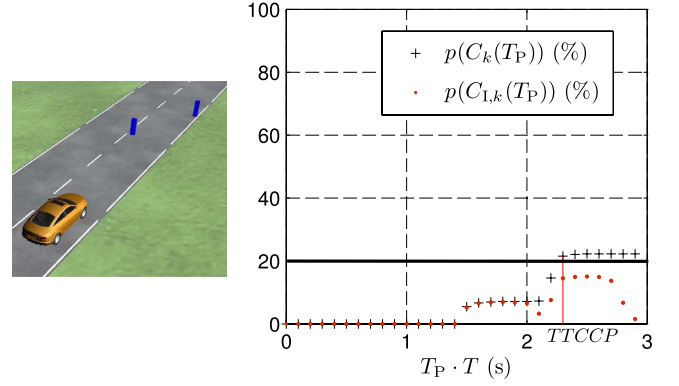 100
80
60
40
20
0
p(C_k(T_P)) (%)
p(C_{I,k}(T_P)) (%)
0 1 2 3
TTCCP
T_P · T (s)